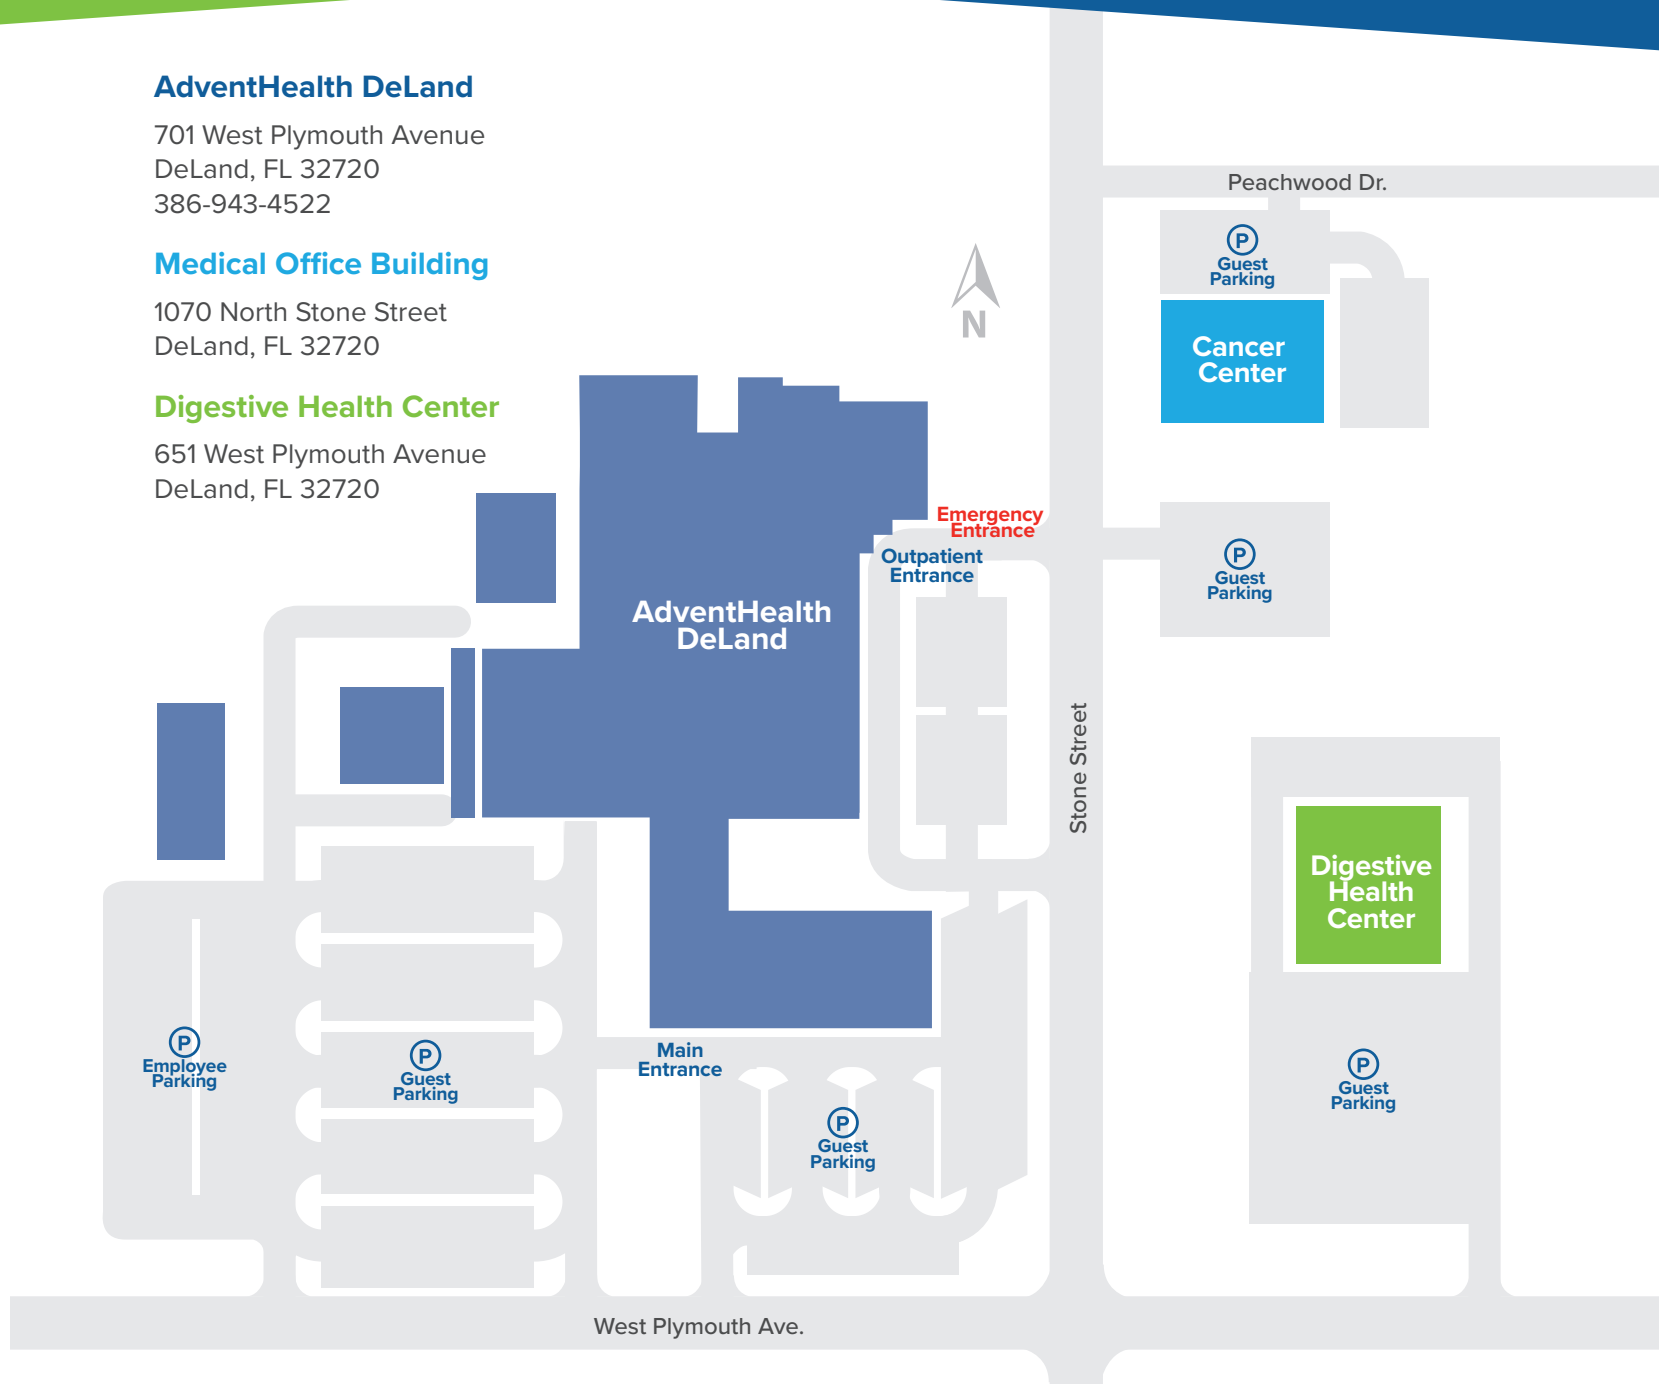 AdventHealth DeLand
701 West Plymouth Avenue
DeLand, FL 32720
386-943-4522
Medical Office Building
1070 North Stone Street
DeLand, FL 32720
Digestive Health Center
651 West Plymouth Avenue
DeLand, FL 32720
Peachwood Dr.
P
Guest
Parking
N
Cancer
Center
Emergency
Entrance
Outpatient
Entrance
P
Guest
Parking
AdventHealth
DeLand
Stone Street
Digestive
Health
Center
P
Employee
Parking
P
Guest
Parking
Main
Entrance
P
Guest
Parking
P
Guest
Parking
West Plymouth Ave.